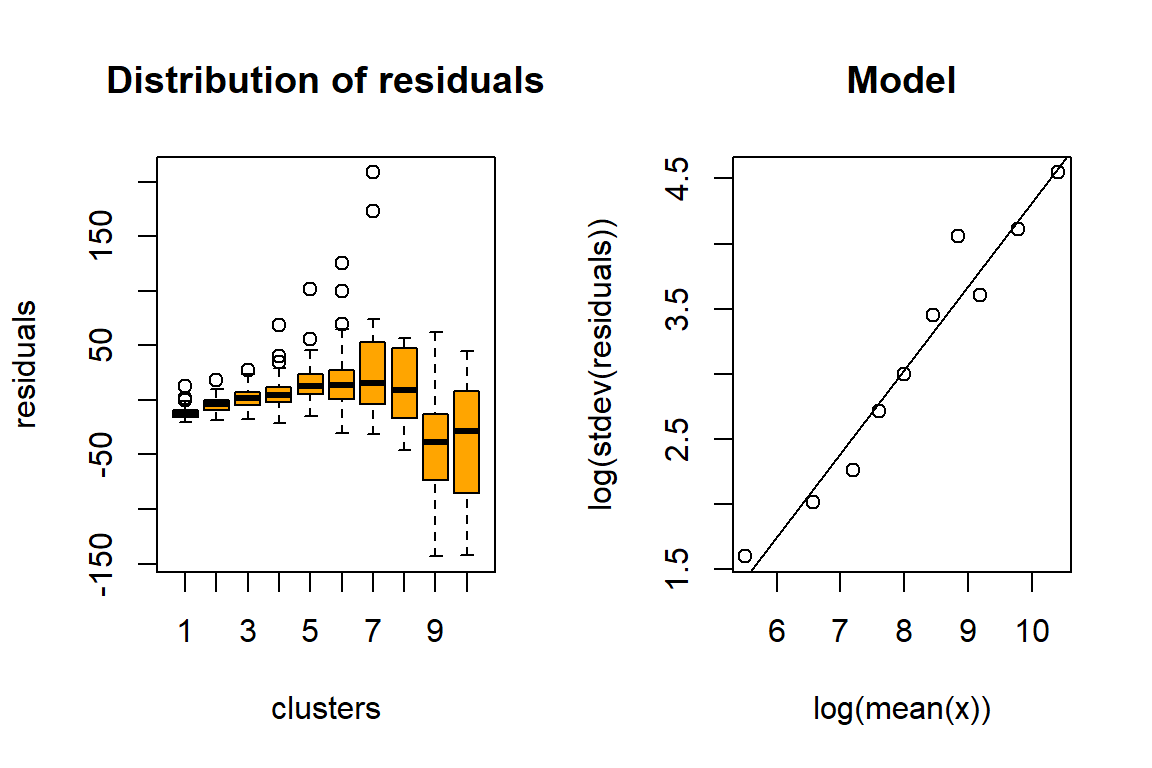 Distribution of residuals
residuals
150
50
-50
-150
1 3 5 7 9
clusters
Model
log(stdev(residuals))
4.5
3.5
2.5
1.5
6 7 8 9 10
log(mean(x))